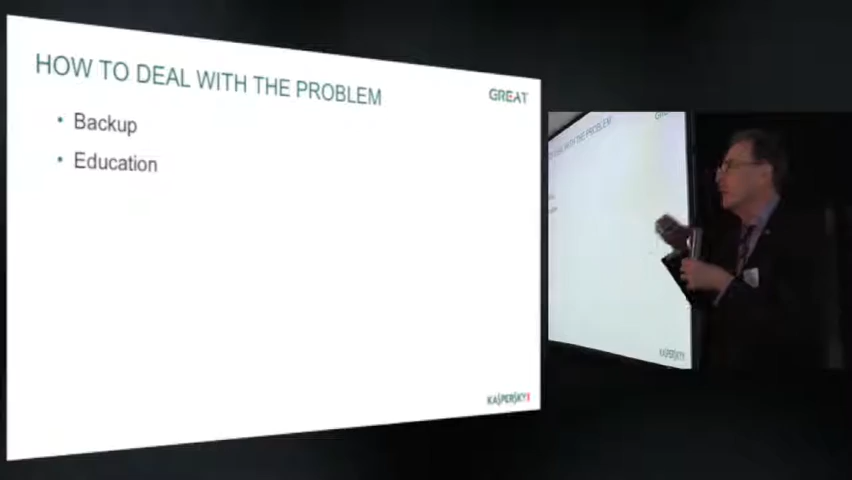 HOW TO DEAL WITH THE PROBLEM
GREAT
• Backup
• Education
KASPERSKY